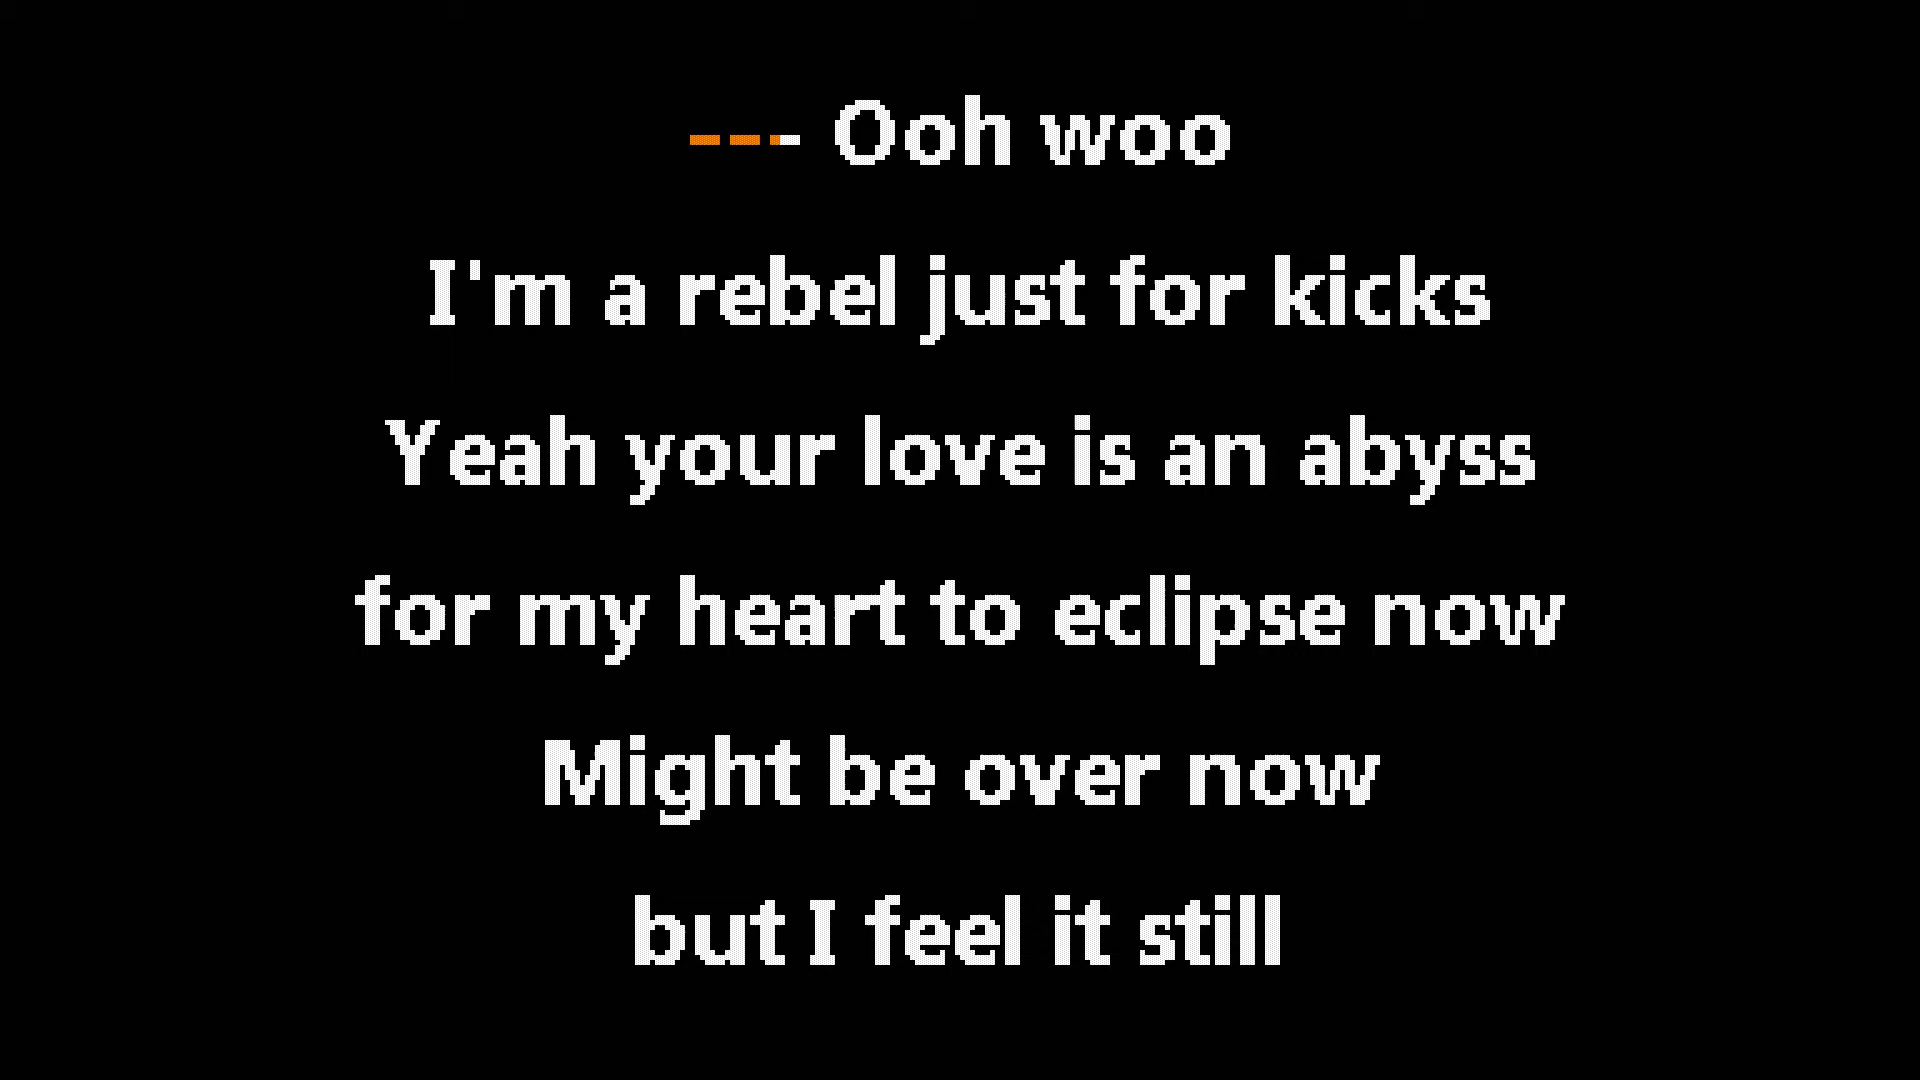 --- Ooh woo
I'm a rebel just for kicks
Yeah your love is an abyss
for my heart to eclipse now
Might be over now
but I feel it still